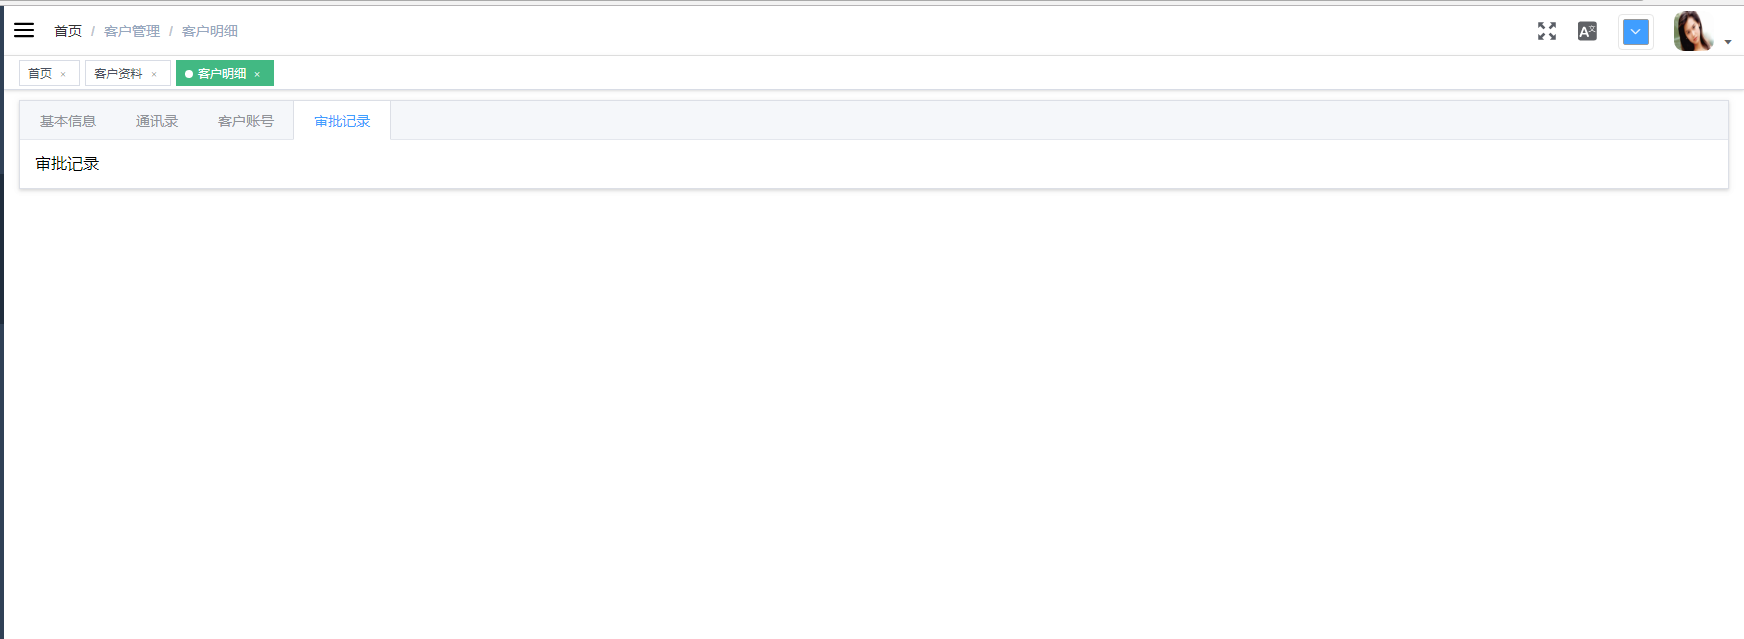 首页 / 客户管理 / 客户明细
A文
首页 × 客户资料 × 客户明细 ×
基本信息 通讯录 客户账号 审批记录
审批记录